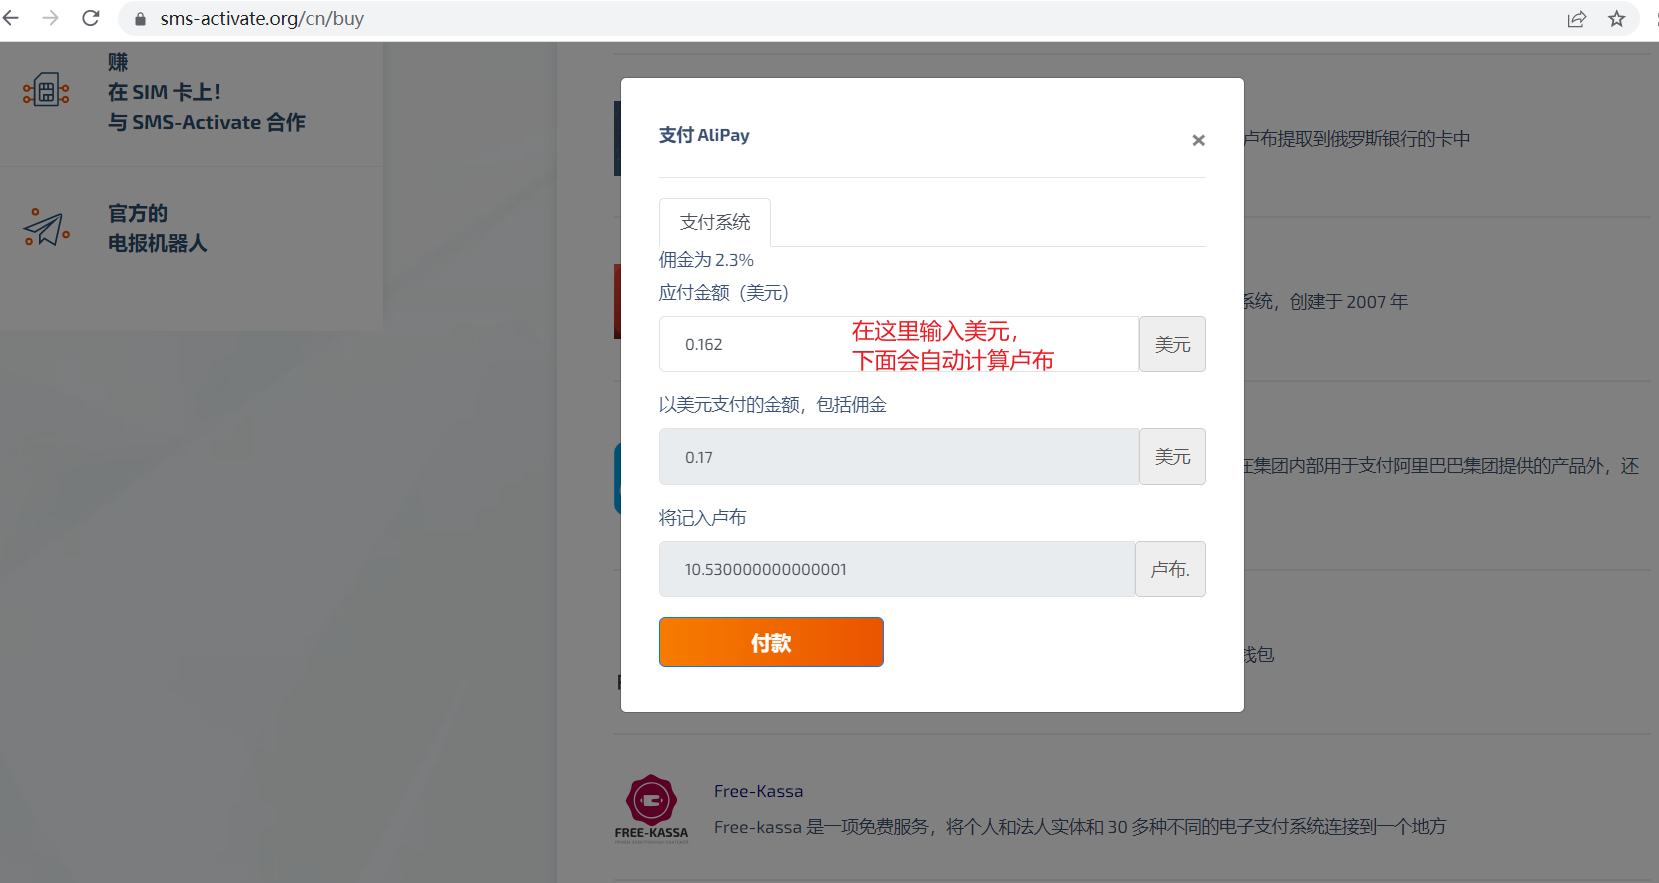 sms-activate.org/cn/buy
赚
在 SIM 卡上！
与 SMS-Activate 合作
官方的
电报机器人
支付 AliPay
×
支付系统
佣金为 2.3%
应付金额（美元）
0.162
美元
在这里输入美元，
下面会自动计算卢布
以美元支付的金额，包括佣金
0.17
美元
将记入卢布
10.530000000000001
卢布.
付款
卢布提取到俄罗斯银行的卡中
系统，创建于 2007 年
在集团内部用于支付阿里巴巴集团提供的产品外，还
钱包
FREE-KASSA
Free-Kassa
Free-kassa 是一项免费服务，将个人和法人实体和 30 多种不同的电子支付系统连接到一个地方